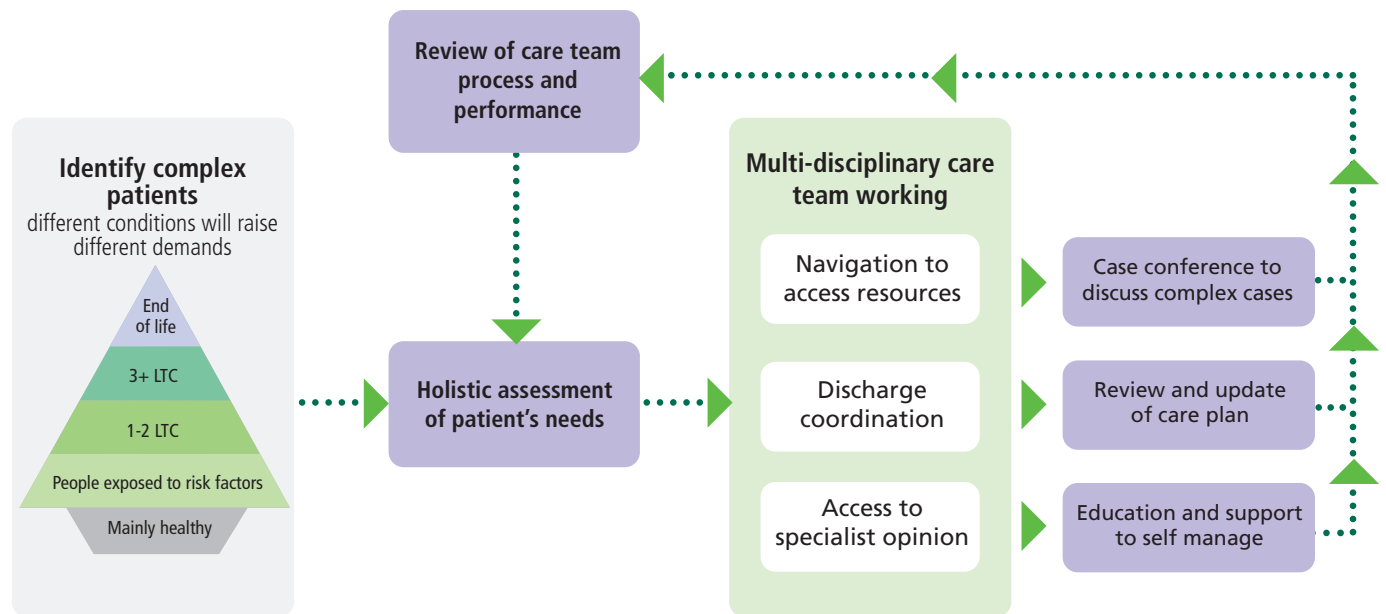 Review of care team
process and
performance
Identify complex
patients
different conditions will raise
different demands
End
of life
3+ LTC
1-2 LTC
People exposed to risk factors
Mainly healthy
Holistic assessment
of patient’s needs
Multi-disciplinary care
team working
Navigation to
access resources
Discharge
coordination
Access to
specialist opinion
Case conference to
discuss complex cases
Review and update
of care plan
Education and support
to self manage